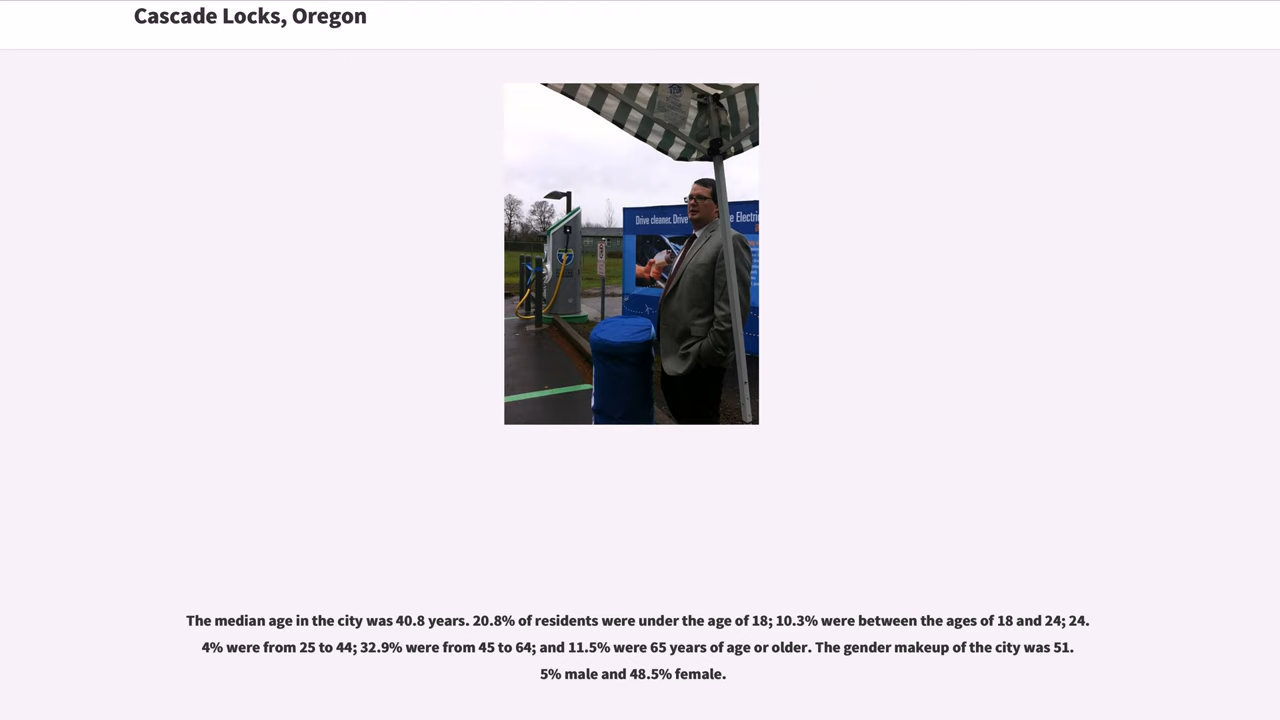 Cascade Locks, Oregon
Drive cleaner. Drive
e Electric
The median age in the city was 40.8 years. 20.8% of residents were under the age of 18; 10.3% were between the ages of 18 and 24; 24.
4% were from 25 to 44; 32.9% were from 45 to 64; and 11.5% were 65 years of age or older. The gender makeup of the city was 51.
5% male and 48.5% female.